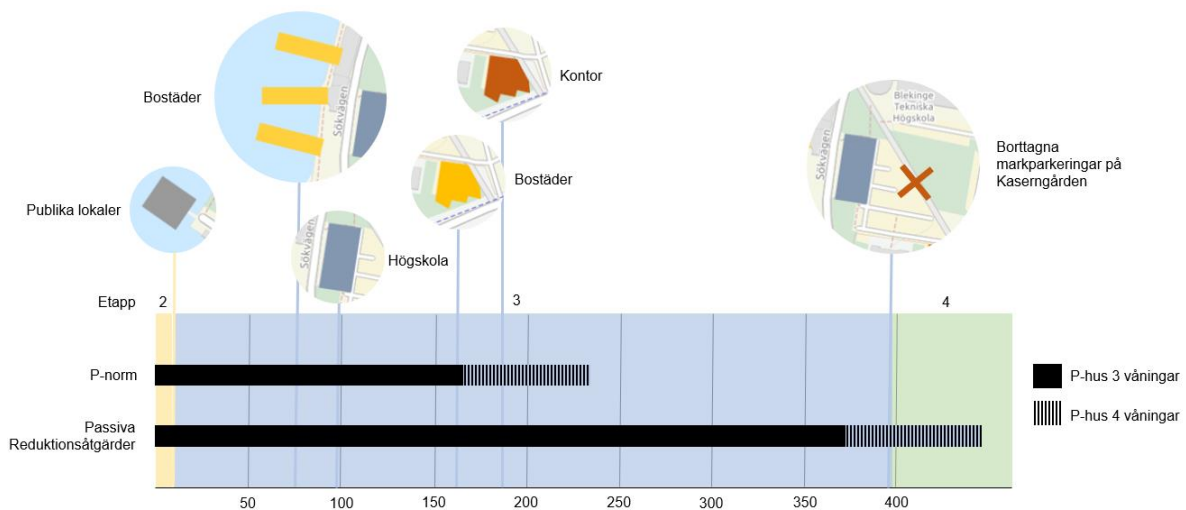 Bostäder
Sökvägen
Kontor
Publika lokaler
Sökvägen
Högskola
Bostäder
Blekinge
Tekniska
Högskola
Sökvägen
Borttagna
markparkeringar på
Kaserngården
Etapp 2 3 4
P-norm
Passiva
Reduktionsåtgärder
P-hus 3 våningar
P-hus 4 våningar
50 100 150 200 250 300 350 400